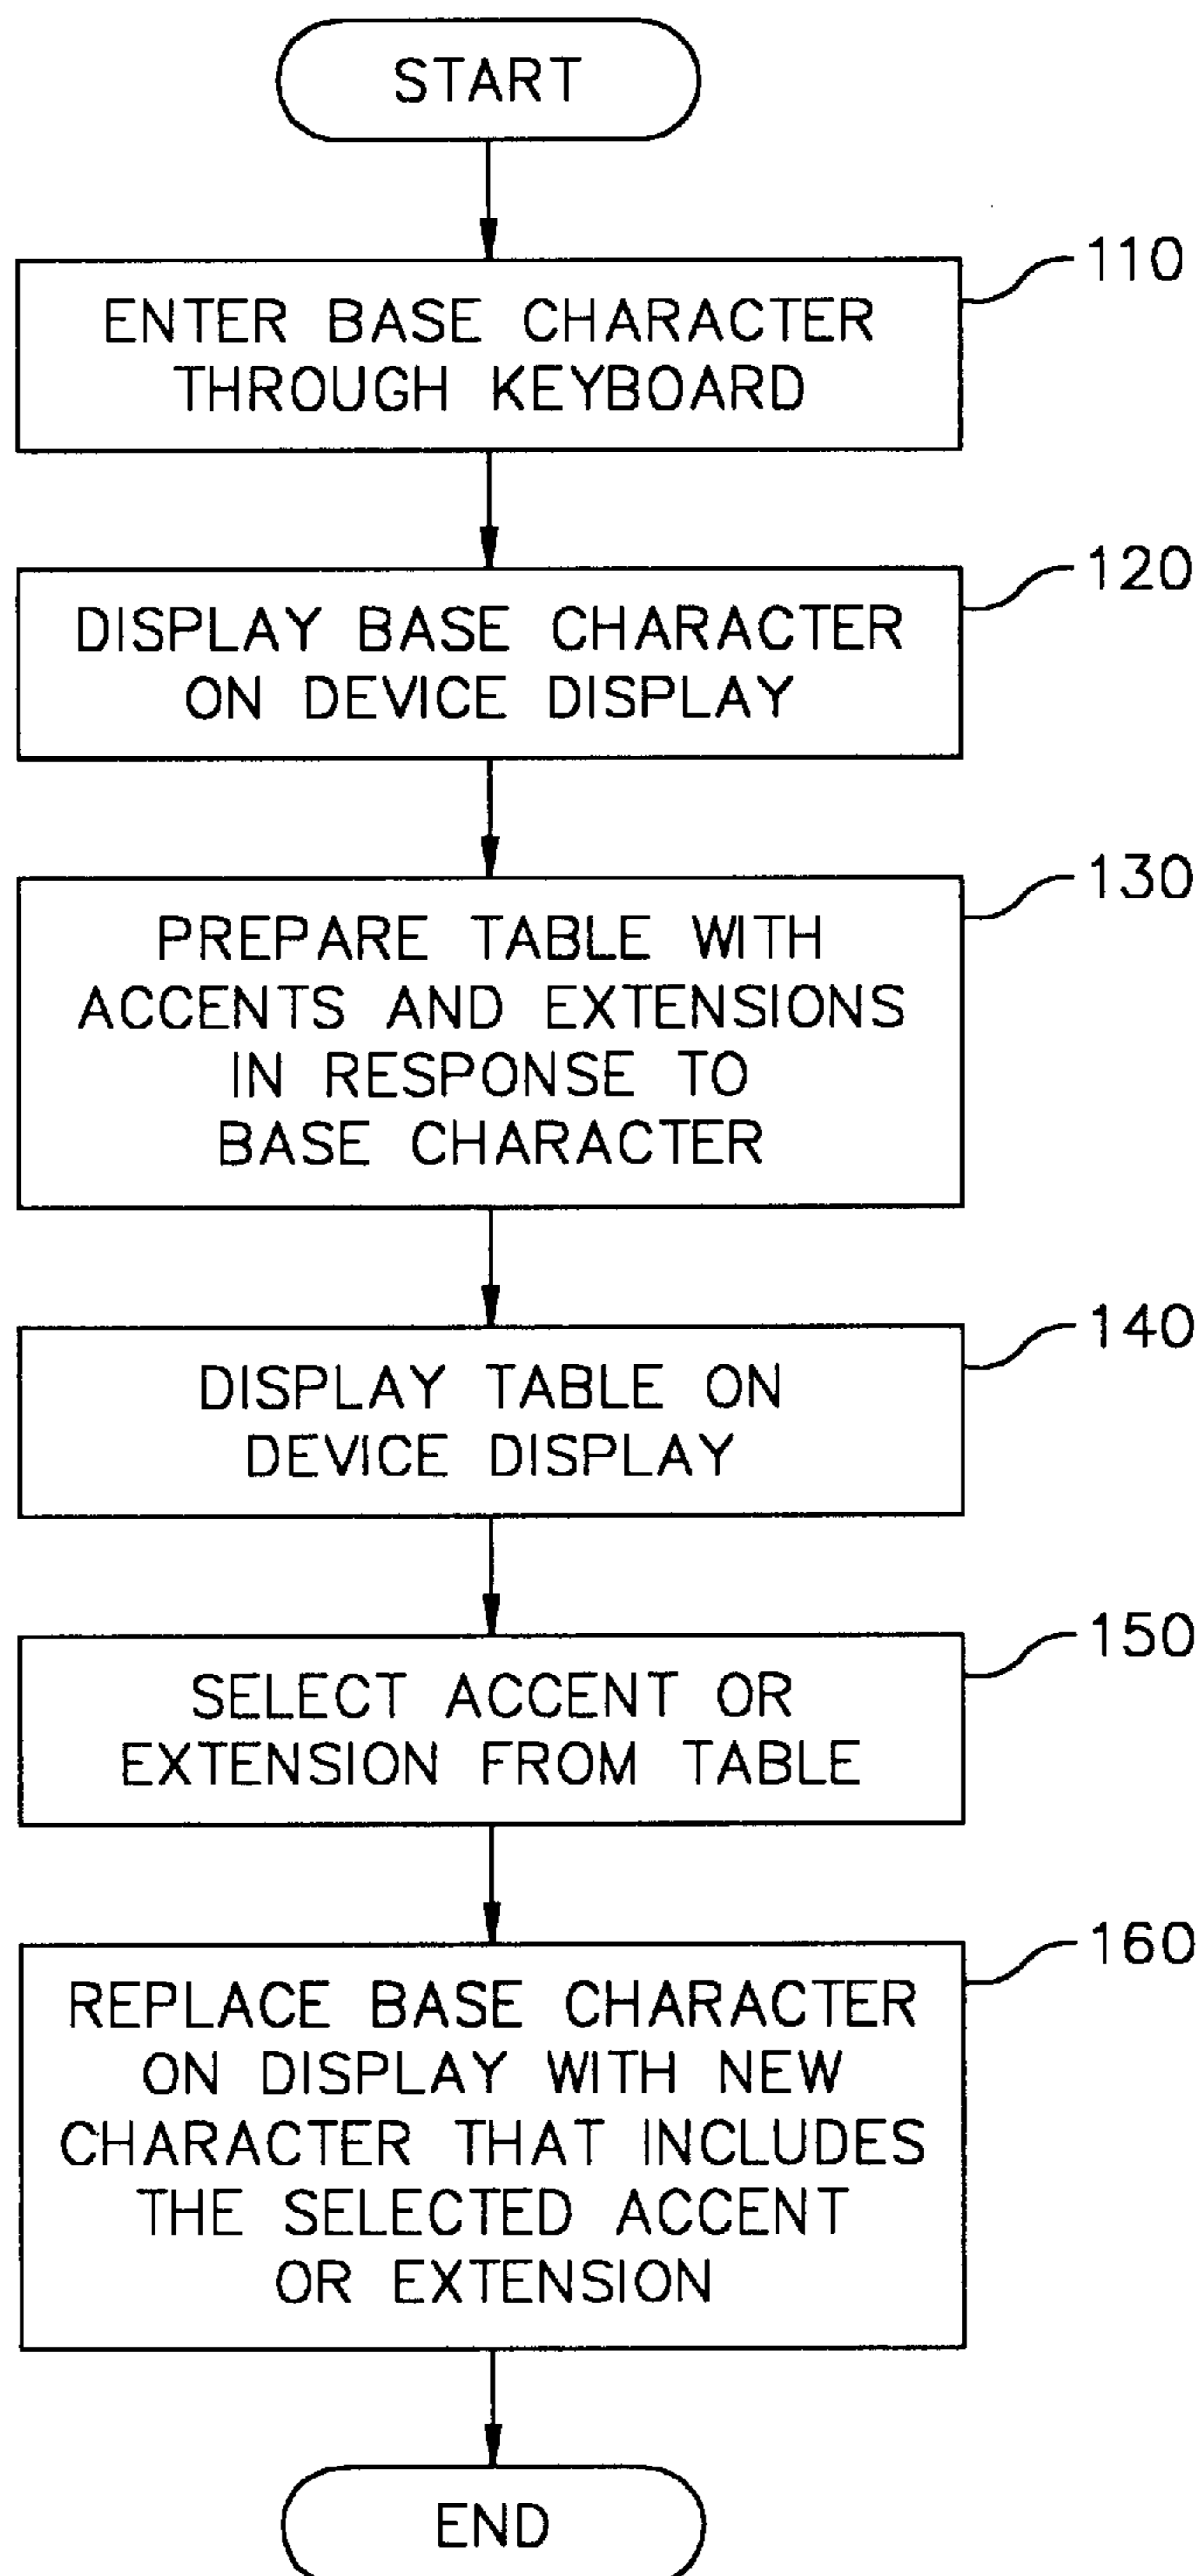 START
110
ENTER BASE CHARACTER
THROUGH KEYBOARD
120
DISPLAY BASE CHARACTER
ON DEVICE DISPLAY
130
PREPARE TABLE WITH
ACCENTS AND EXTENSIONS
IN RESPONSE TO
BASE CHARACTER
140
DISPLAY TABLE ON
DEVICE DISPLAY
150
SELECT ACCENT OR
EXTENSION FROM TABLE
160
REPLACE BASE CHARACTER
ON DISPLAY WITH NEW
CHARACTER THAT INCLUDES
THE SELECTED ACCENT
OR EXTENSION
END